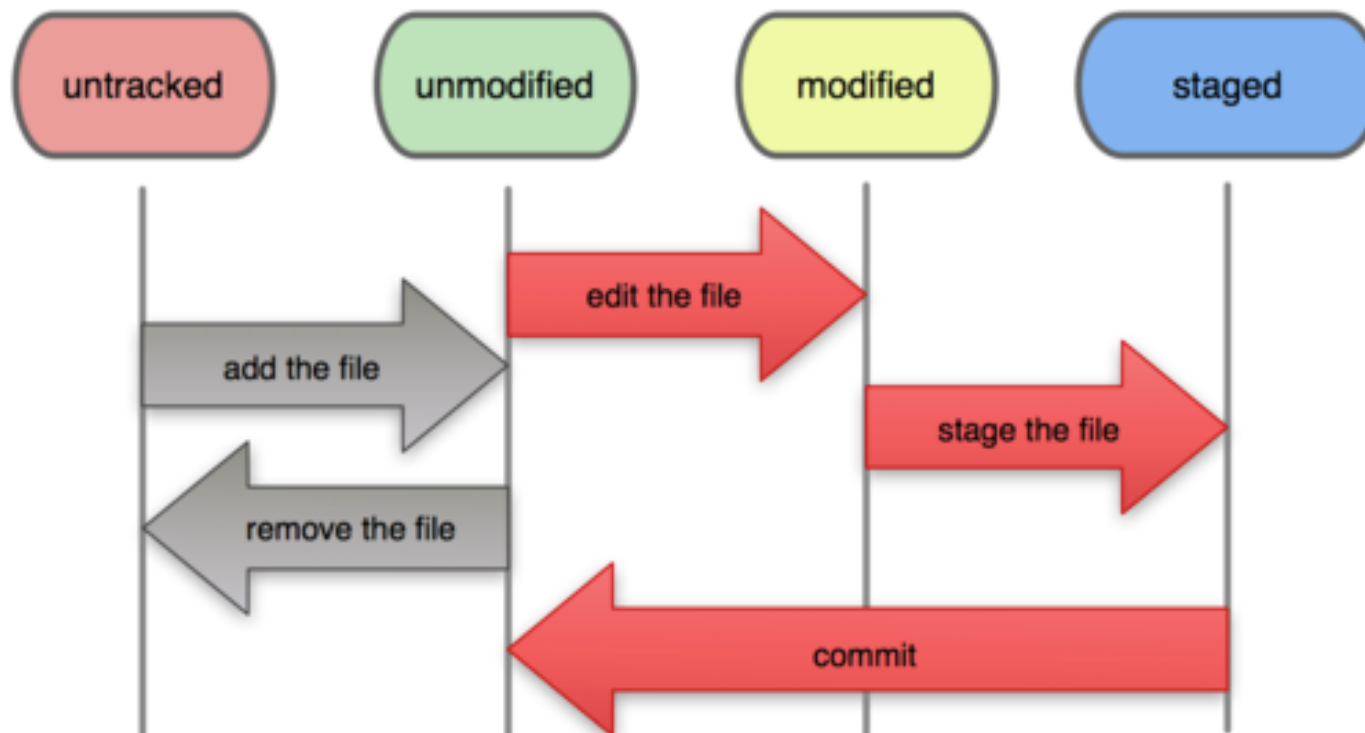 untracked
unmodified
modified
staged
edit the file
add the file
stage the file
remove the file
commit